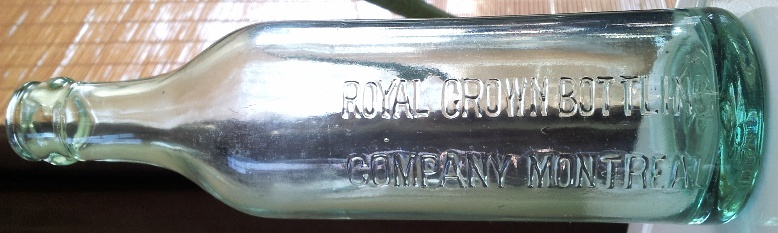 ROYAL CROWN BOTTLING
COMPANY MONTREAL